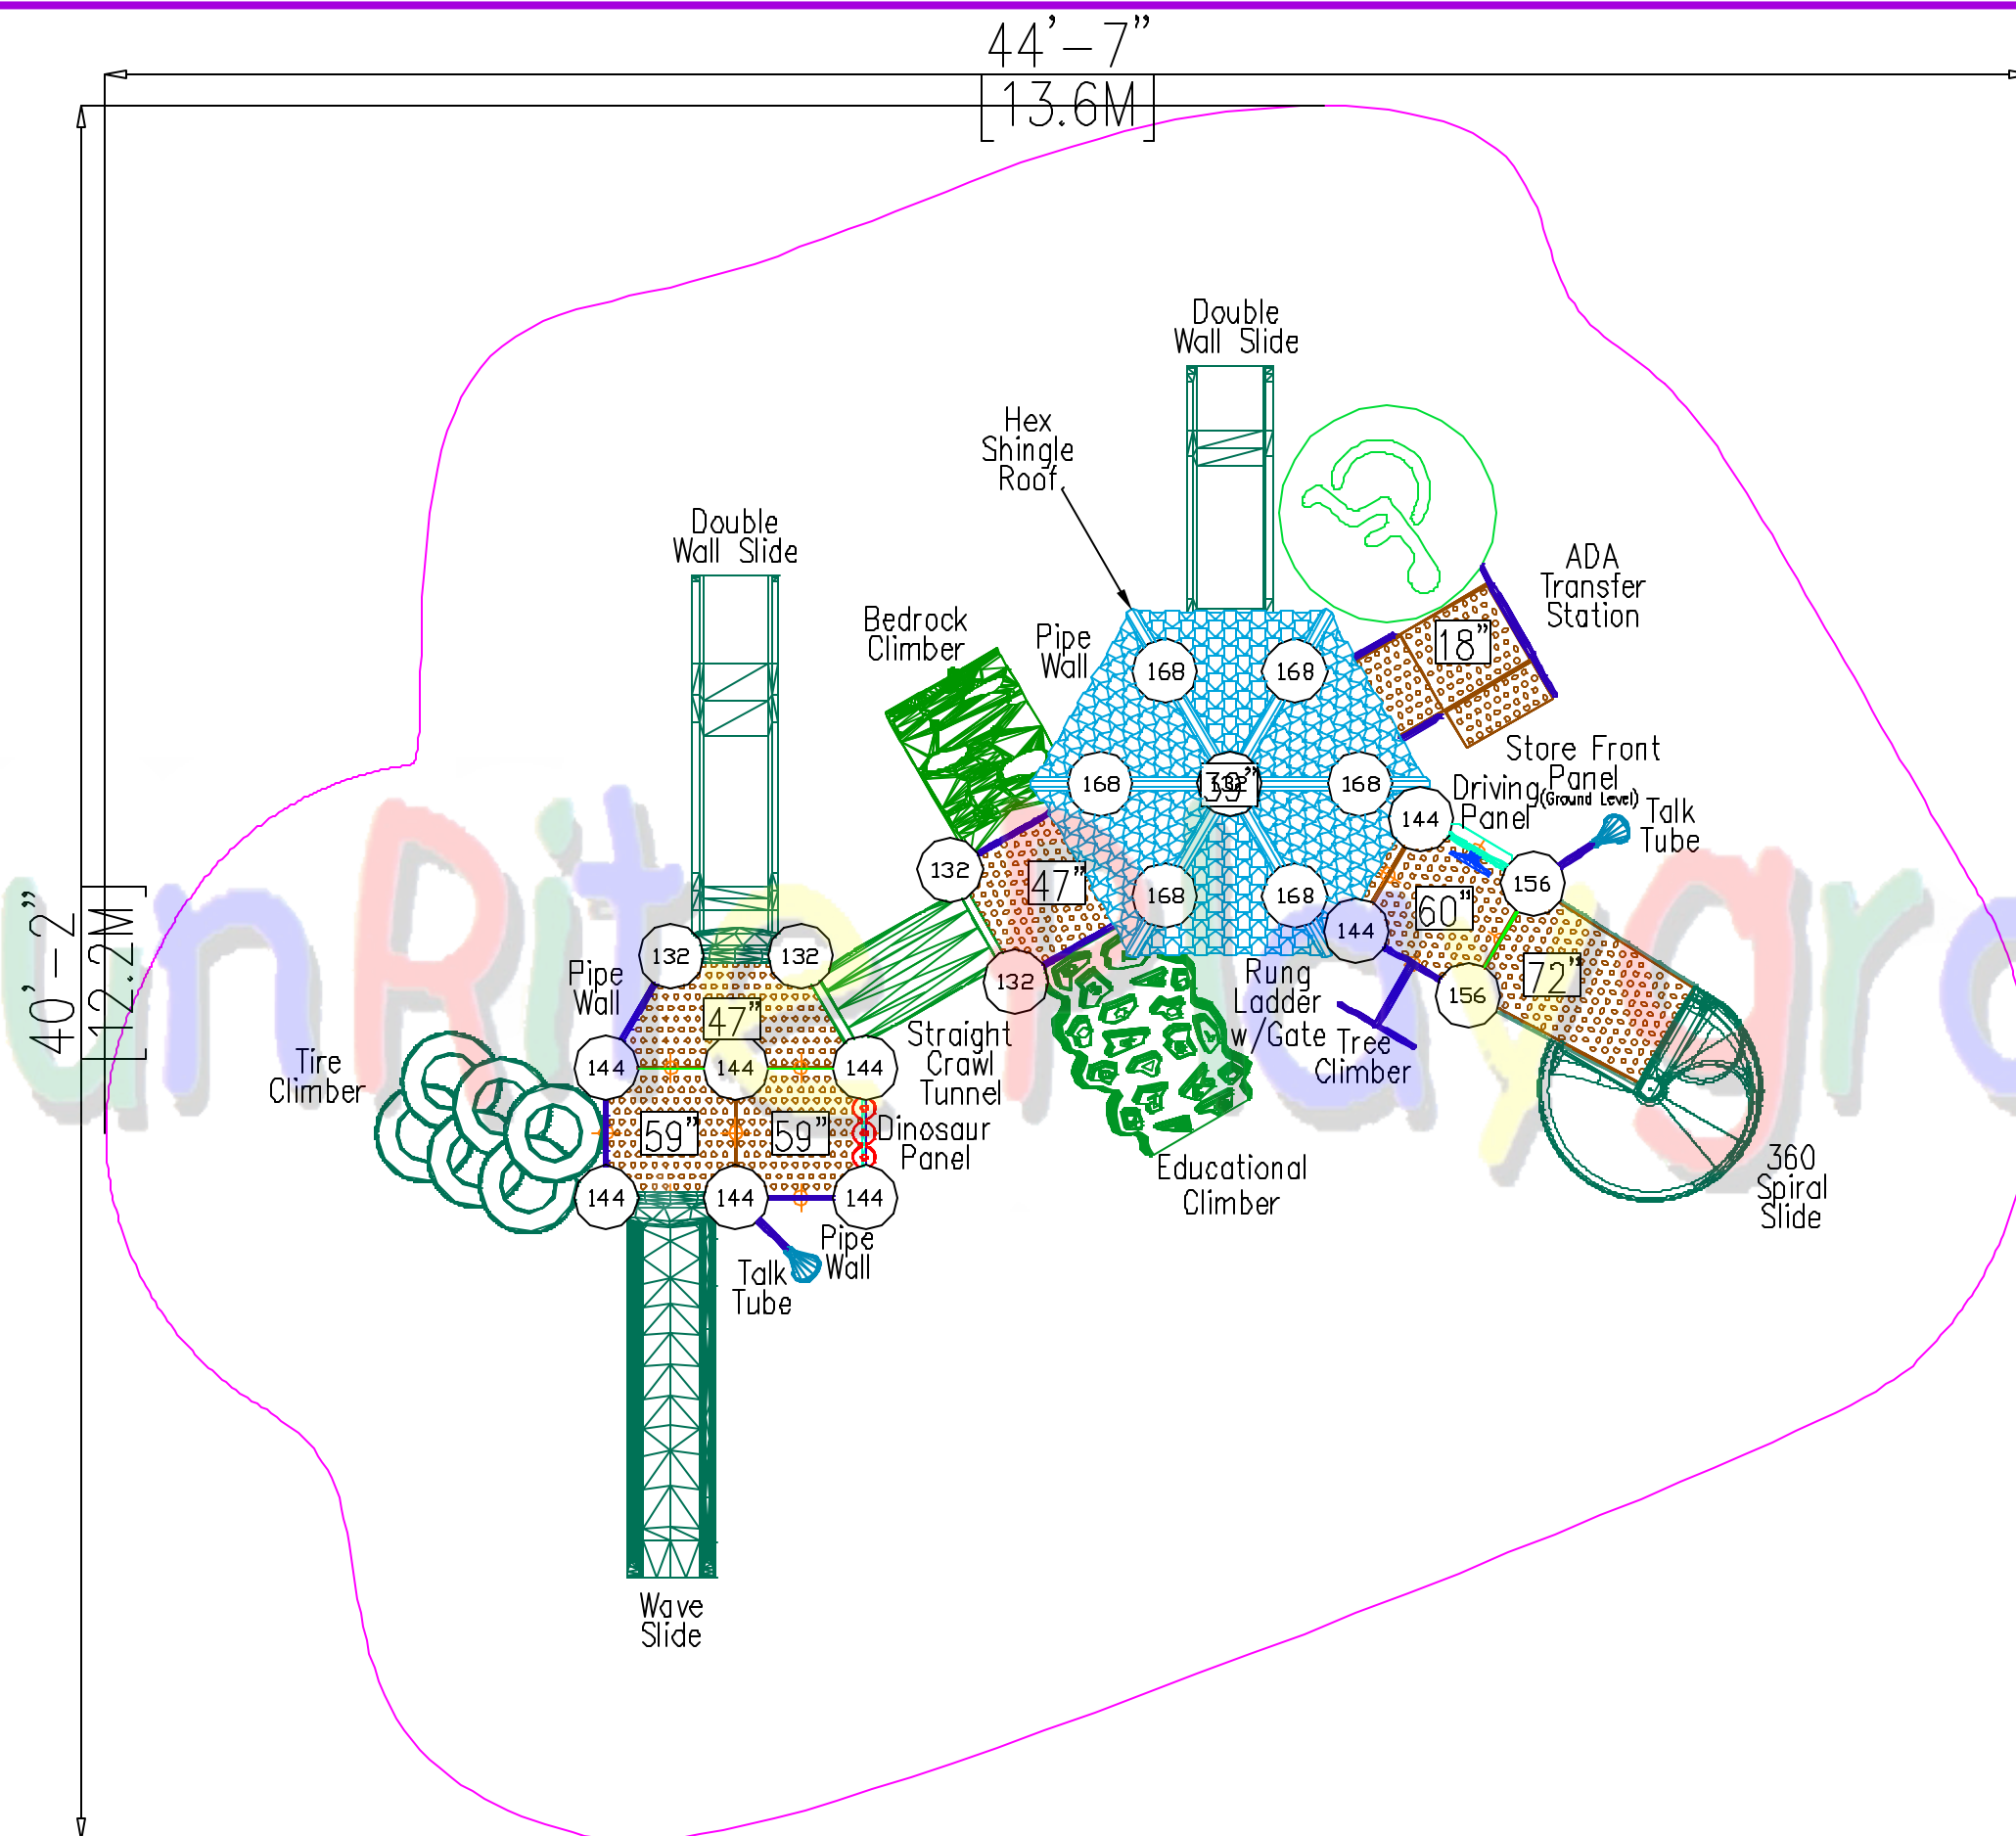 44'-7"
[13.6M]
40'-2"
[12.2M]
Double
Wall Slide
Hex
Shingle
Roof
Double
Wall Slide
ADA
Transfer
Station
Bedrock
Climber
Pipe
Wall
18"
168
168
Store Front
Panel
(Ground Level)
Driving
Panel
Talk
Tube
168
168
144
132
47"
168
168
156
60"
144
132
132
132
72"
156
Pipe
Wall
47"
Rung
Ladder
w/Gate
Tree
Climber
Straight
Crawl
Tunnel
Tire
Climber
144
144
144
59"
59"
Dinosaur
Panel
Educational
Climber
360
Spiral
Slide
144
144
144
Pipe
Wall
Talk
Tube
Wave
Slide
unRite Playgro